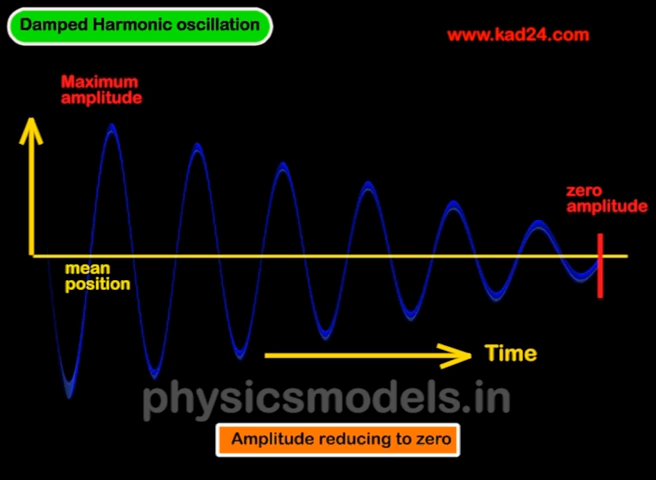 Damped Harmonic oscillation
www.kad24.com
Maximum
amplitude
zero
amplitude
mean
position
Time
physicsmodels.in
Amplitude reducing to zero